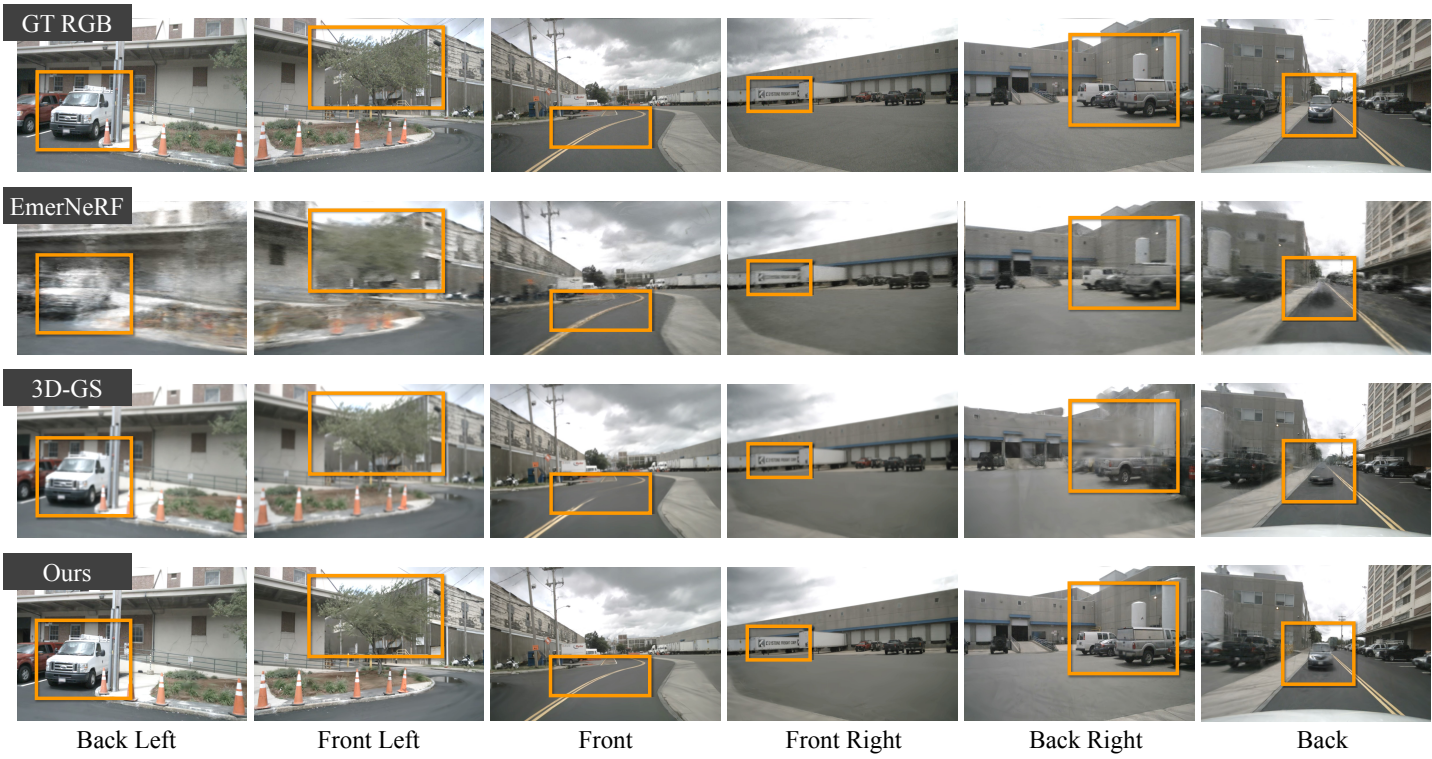 GT RGB
EmerNeRF
3D-GS
Ours
Back Left
Front Left
Front
Front Right
Back Right
Back